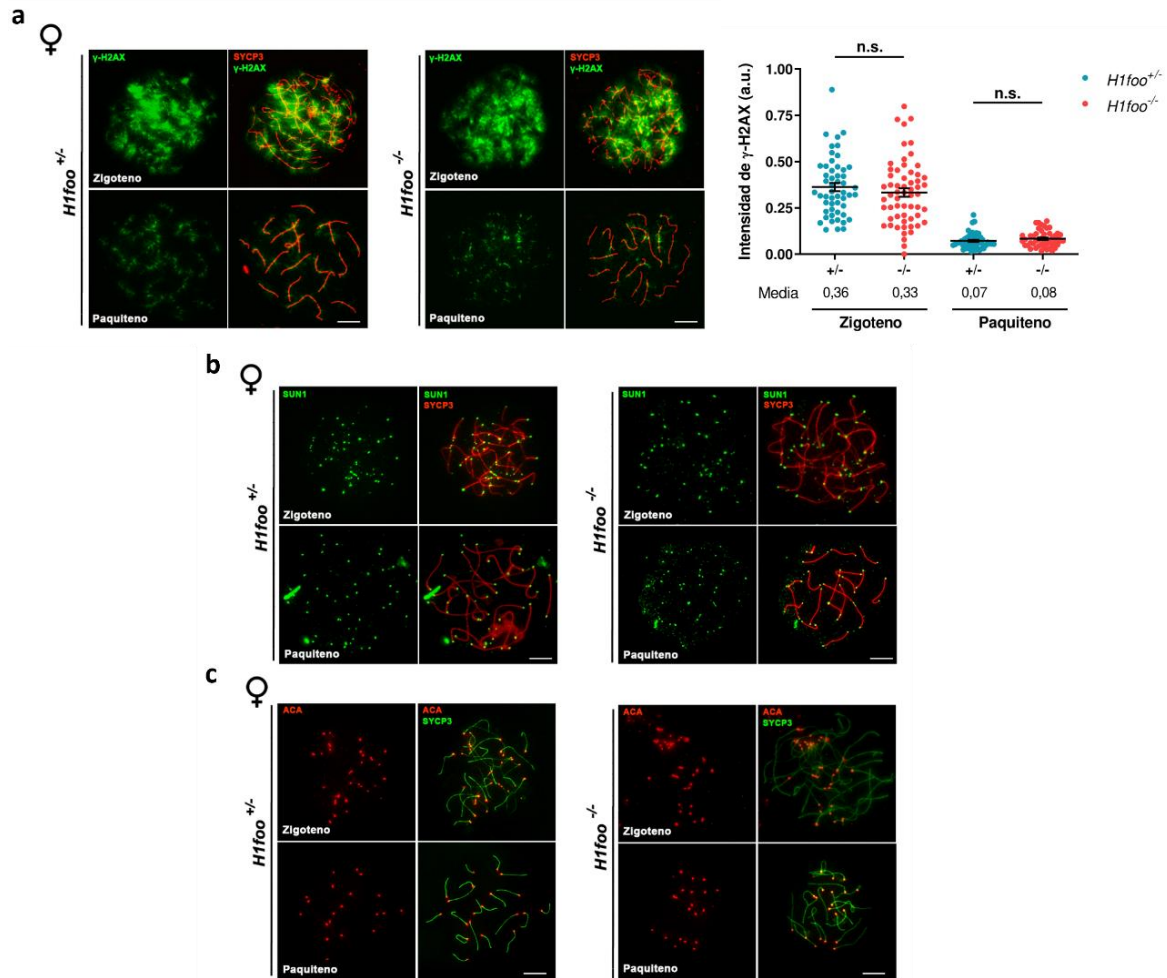 a
♀
H1foo +/-
γ-H2AX
SYCP3
γ-H2AX
Zigoteno
Paquiteno
H1foo -/-
γ-H2AX
SYCP3
γ-H2AX
Zigoteno
Paquiteno
Intensidad de γ-H2AX (a.u.)
1.00
0.75
0.50
0.25
0.00
n.s.
n.s.
H1foo+/-
H1foo-/-
+/- -/- +/- -/-
Media 0,36 0,33 0,07 0,08
Zigoteno Paquiteno
b
♀
H1foo +/-
SUN1
SUN1
SYCP3
Zigoteno
Paquiteno
H1foo -/-
SUN1
SUN1
SYCP3
Zigoteno
Paquiteno
c
♀
H1foo +/-
ACA
ACA
SYCP3
Zigoteno
Paquiteno
H1foo -/-
ACA
ACA
SYCP3
Zigoteno
Paquiteno